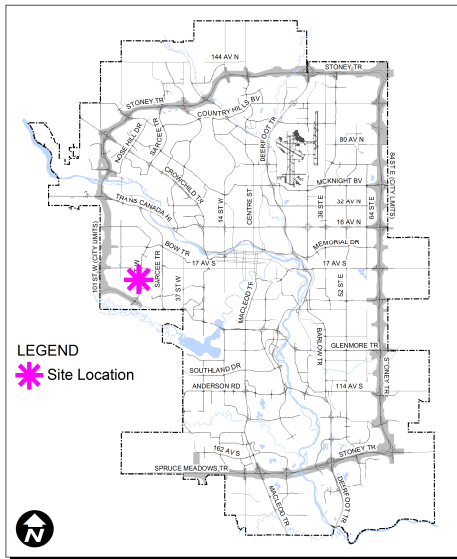 144 AV N
STONEY TR
STONEY TR
COUNTRY HILLS BV
DEERFOOT TR
NOSE HILL DR
SARCEE TR
80 AV N
84 ST E (CITY LIMITS)
CROWCHILD TR
MCKNIGHT BV
TRANS CANADA HI
14 ST W
CENTRE ST
36 ST E
32 AV N
64 ST E
16 AV N
101 ST W (CITY LIMITS)
BOW TR
MEMORIAL DR
17 AV S
17 AV S
SARCEE TR
37 ST W
MACLEOD TR
52 ST E
BARLOW TR
GLENMORE TR
LEGEND
Site Location
SOUTHLAND DR
STONEY TR
ANDERSON RD
114 AV S
162 AV S
STONEY TR
SPRUCE MEADOWS TR
MACLEOD TR
DEERFOOT TR
N